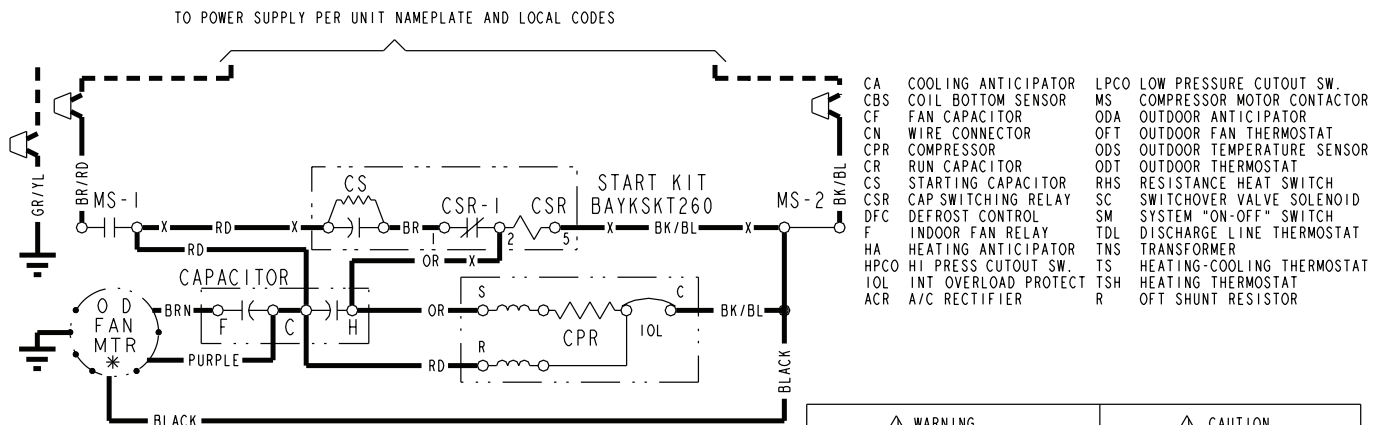 TO POWER SUPPLY PER UNIT NAMEPLATE AND LOCAL CODES
GR/YL
BR/RD
MS-1
X RD X
RD
CS
BR
1
CSR-1
2
CSR
5
START KIT
BAYKSKT260
X BK/BL X
MS-2
BK/BL
OR X
CAPACITOR
O D
FAN
MTR
*
BRN
F
C
H
PURPLE
OR
RD
S
R
CPR
IOL
C
BK/BL
BLACK
BLACK
CA COOLING ANTICIPATOR
CBS COIL BOTTOM SENSOR
CF FAN CAPACITOR
CN WIRE CONNECTOR
CPR COMPRESSOR
CR RUN CAPACITOR
CS STARTING CAPACITOR
CSR CAP SWITCHING RELAY
DFC DEFROST CONTROL
F INDOOR FAN RELAY
HA HEATING ANTICIPATOR
HPCO HI PRESS CUTOUT SW.
IOL INT OVERLOAD PROTECT
ACR A/C RECTIFIER
LPCO LOW PRESSURE CUTOUT SW.
MS COMPRESSOR MOTOR CONTACTOR
ODA OUTDOOR ANTICIPATOR
OFT OUTDOOR FAN THERMOSTAT
ODS OUTDOOR TEMPERATURE SENSOR
ODT OUTDOOR THERMOSTAT
RHS RESISTANCE HEAT SWITCH
SC SWITCHOVER VALVE SOLENOID
SM SYSTEM "ON-OFF" SWITCH
TDL DISCHARGE LINE THERMOSTAT
TNS TRANSFORMER
TS HEATING-COOLING THERMOSTAT
TSH HEATING THERMOSTAT
R OFT SHUNT RESISTOR
⚠ WARNING
⚠ CAUTION